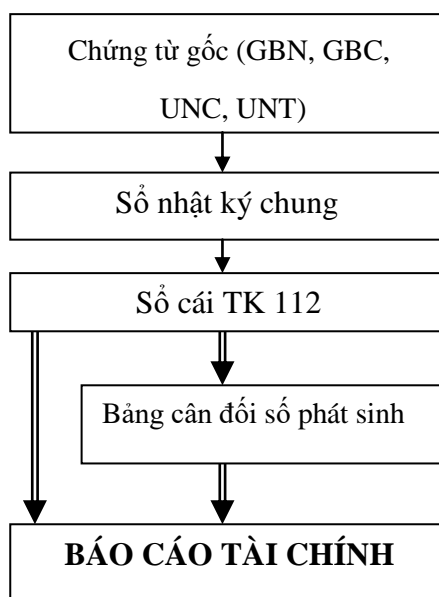 Chứng từ gốc (GBN, GBC,
UNC, UNT)
Sổ nhật ký chung
Sổ cái TK 112
Bảng cân đối số phát sinh
BÁO CÁO TÀI CHÍNH